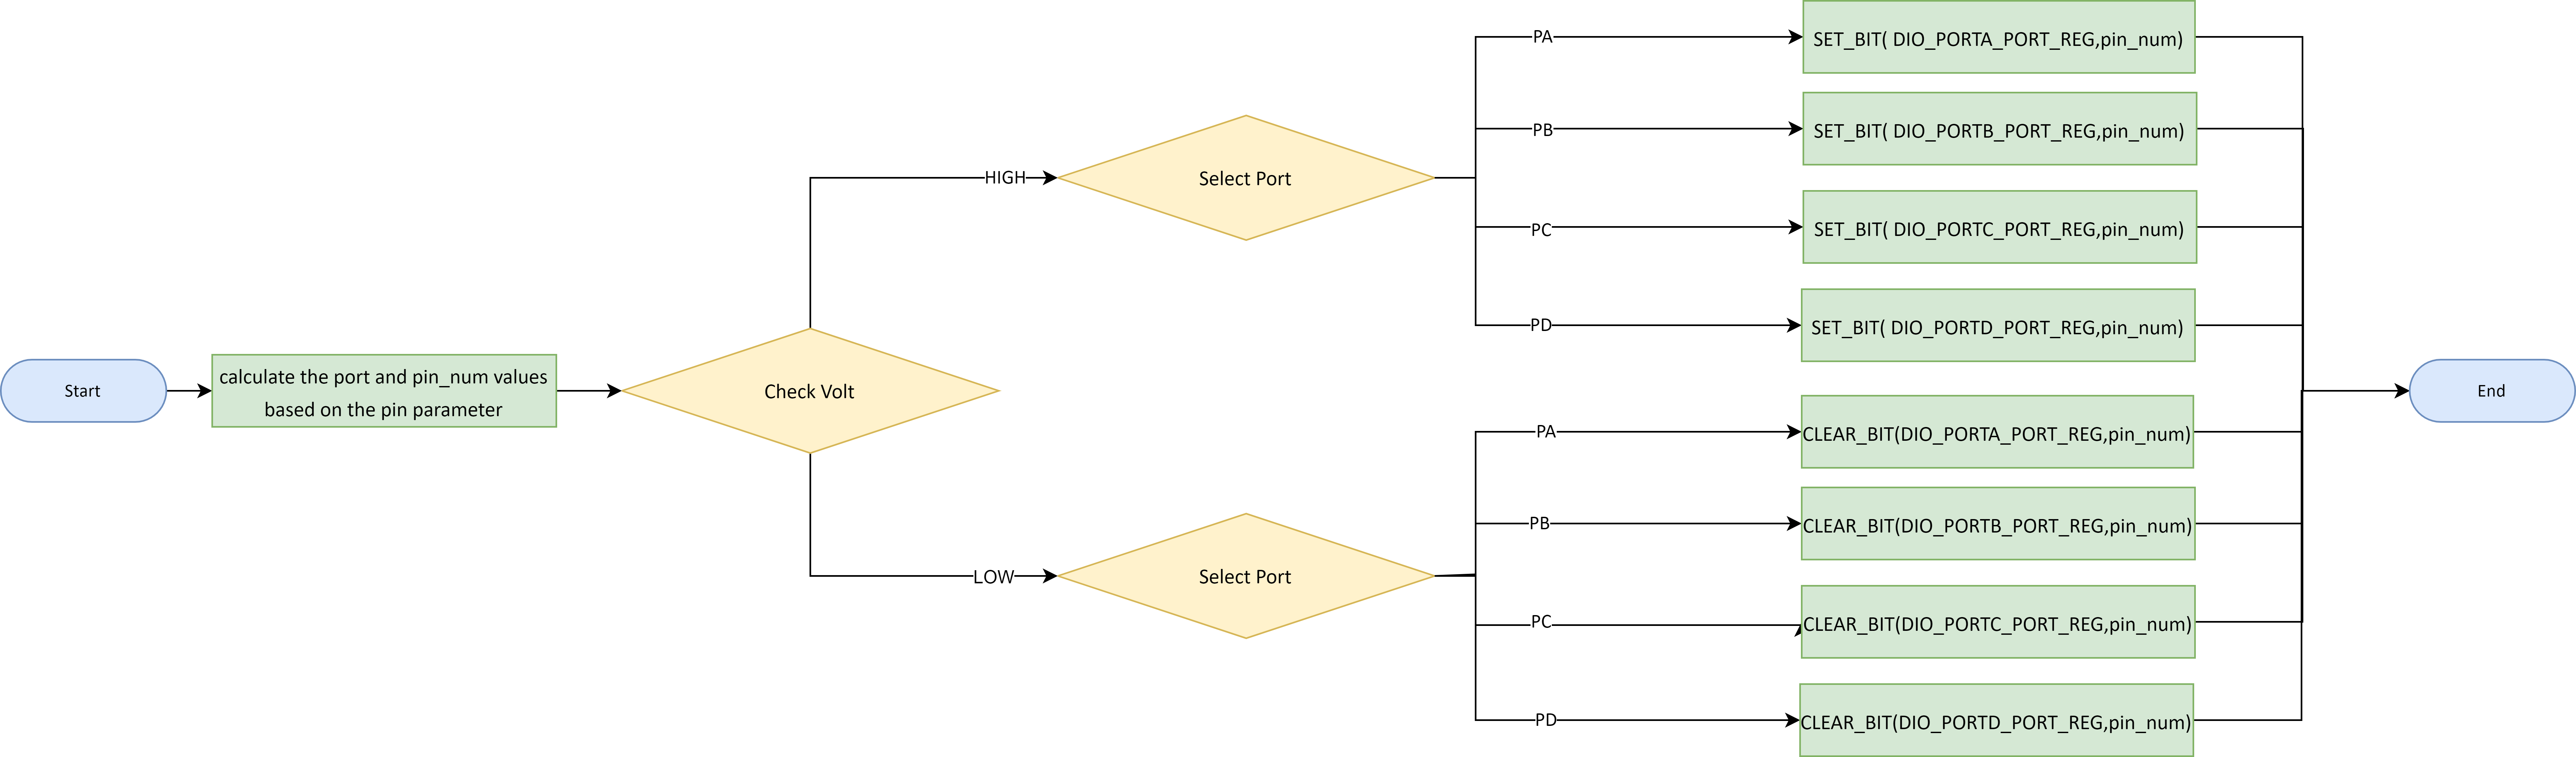 Start
calculate the port and pin_num values
based on the pin parameter
Check Volt
HIGH
Select Port
PA
SET_BIT( DIO_PORTA_PORT_REG,pin_num)
PB
SET_BIT( DIO_PORTB_PORT_REG,pin_num)
PC
SET_BIT( DIO_PORTC_PORT_REG,pin_num)
PD
SET_BIT( DIO_PORTD_PORT_REG,pin_num)
LOW
Select Port
PA
CLEAR_BIT(DIO_PORTA_PORT_REG,pin_num)
PB
CLEAR_BIT(DIO_PORTB_PORT_REG,pin_num)
PC
CLEAR_BIT(DIO_PORTC_PORT_REG,pin_num)
PD
CLEAR_BIT(DIO_PORTD_PORT_REG,pin_num)
End